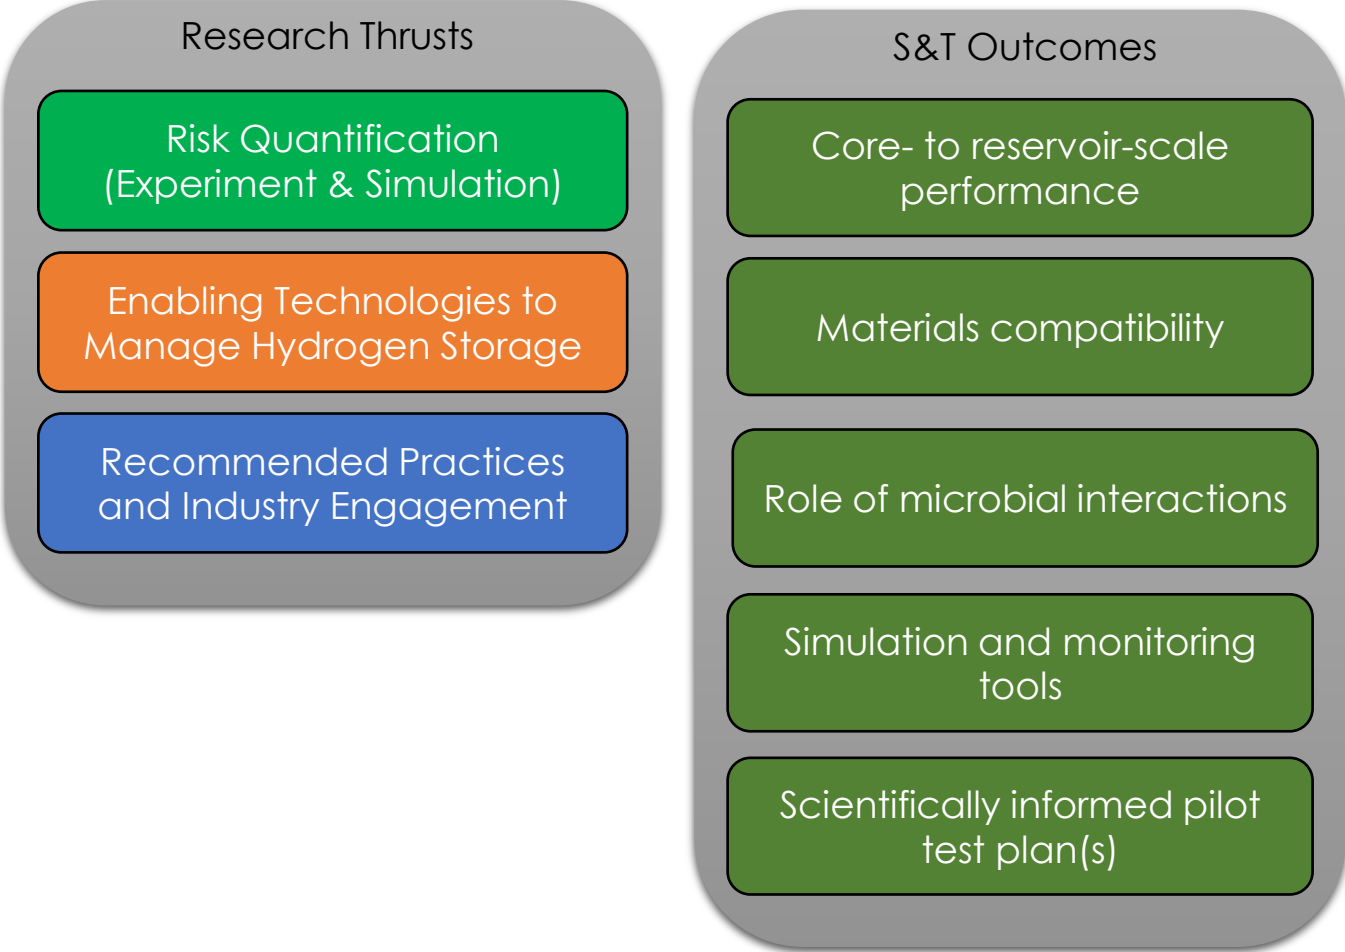 Research Thrusts
Risk Quantification
(Experiment & Simulation)
Enabling Technologies to
Manage Hydrogen Storage
Recommended Practices
and Industry Engagement
S&T Outcomes
Core- to reservoir-scale
performance
Materials compatibility
Role of microbial interactions
Simulation and monitoring
tools
Scientifically informed pilot
test plan(s)